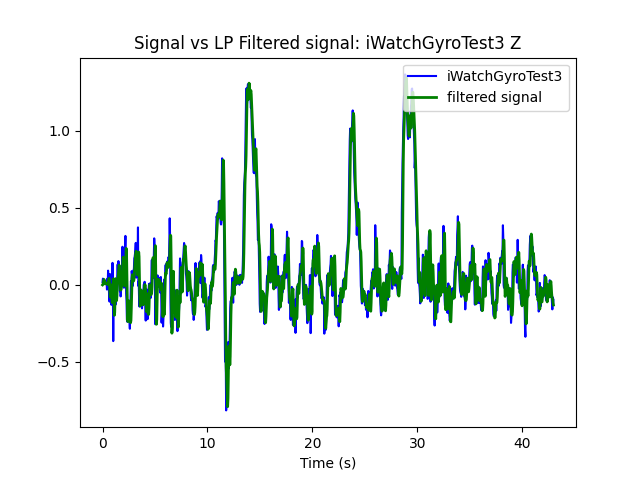 Signal vs LP Filtered signal: iWatchGyroTest3 Z
iWatchGyroTest3
filtered signal
1.0
0.5
0.0
−0.5
0
10
20
30
40
Time (s)